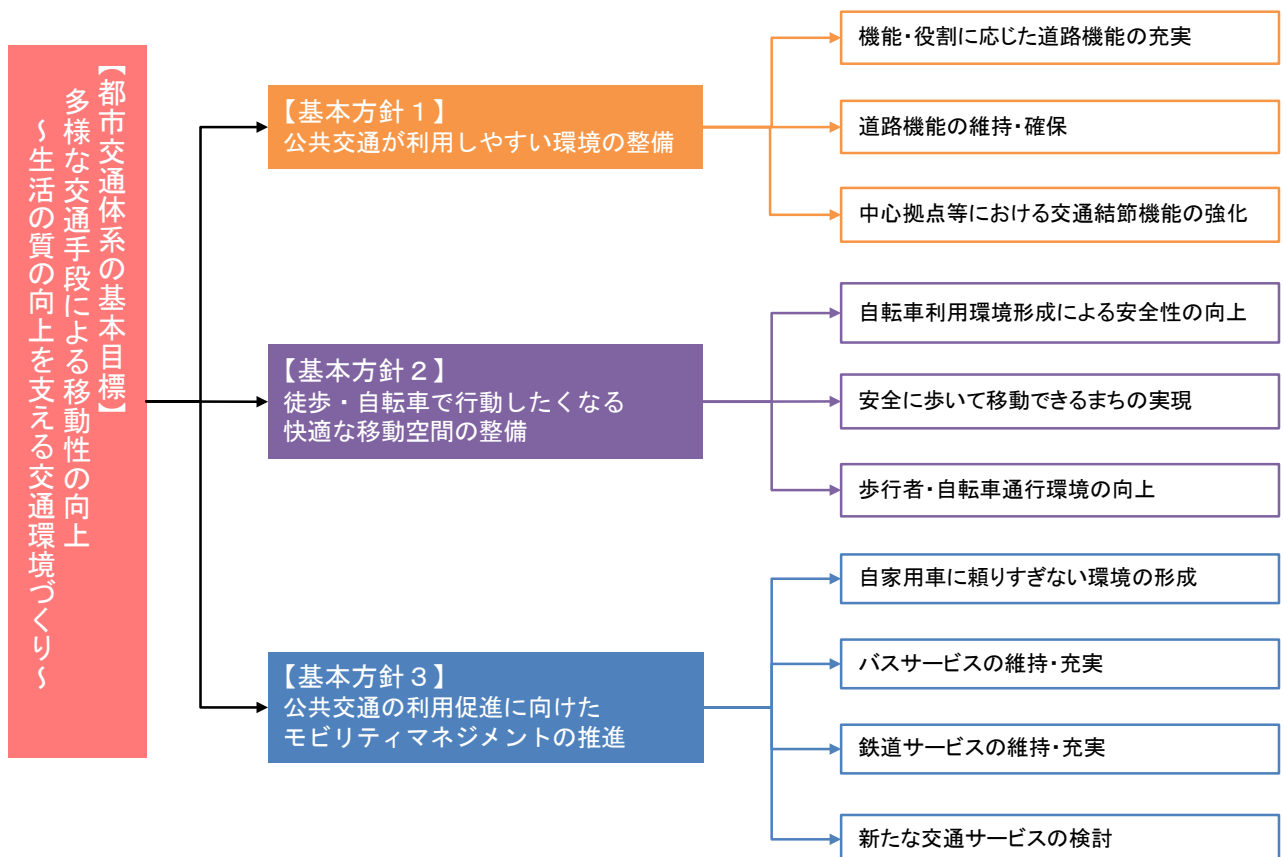 【都市交通体系の基本目標】
多様な交通手段による移動性の向上
～生活の質の向上を支える交通環境づくり～
【基本方針１】
公共交通が利用しやすい環境の整備
機能・役割に応じた道路機能の充実
道路機能の維持・確保
中心拠点等における交通結節機能の強化
【基本方針２】
徒歩・自転車で行動したくなる
快適な移動空間の整備
自転車利用環境形成による安全性の向上
安全に歩いて移動できるまちの実現
歩行者・自転車通行環境の向上
【基本方針３】
公共交通の利用促進に向けた
モビリティマネジメントの推進
自家用車に頼りすぎない環境の形成
バスサービスの維持・充実
鉄道サービスの維持・充実
新たな交通サービスの検討